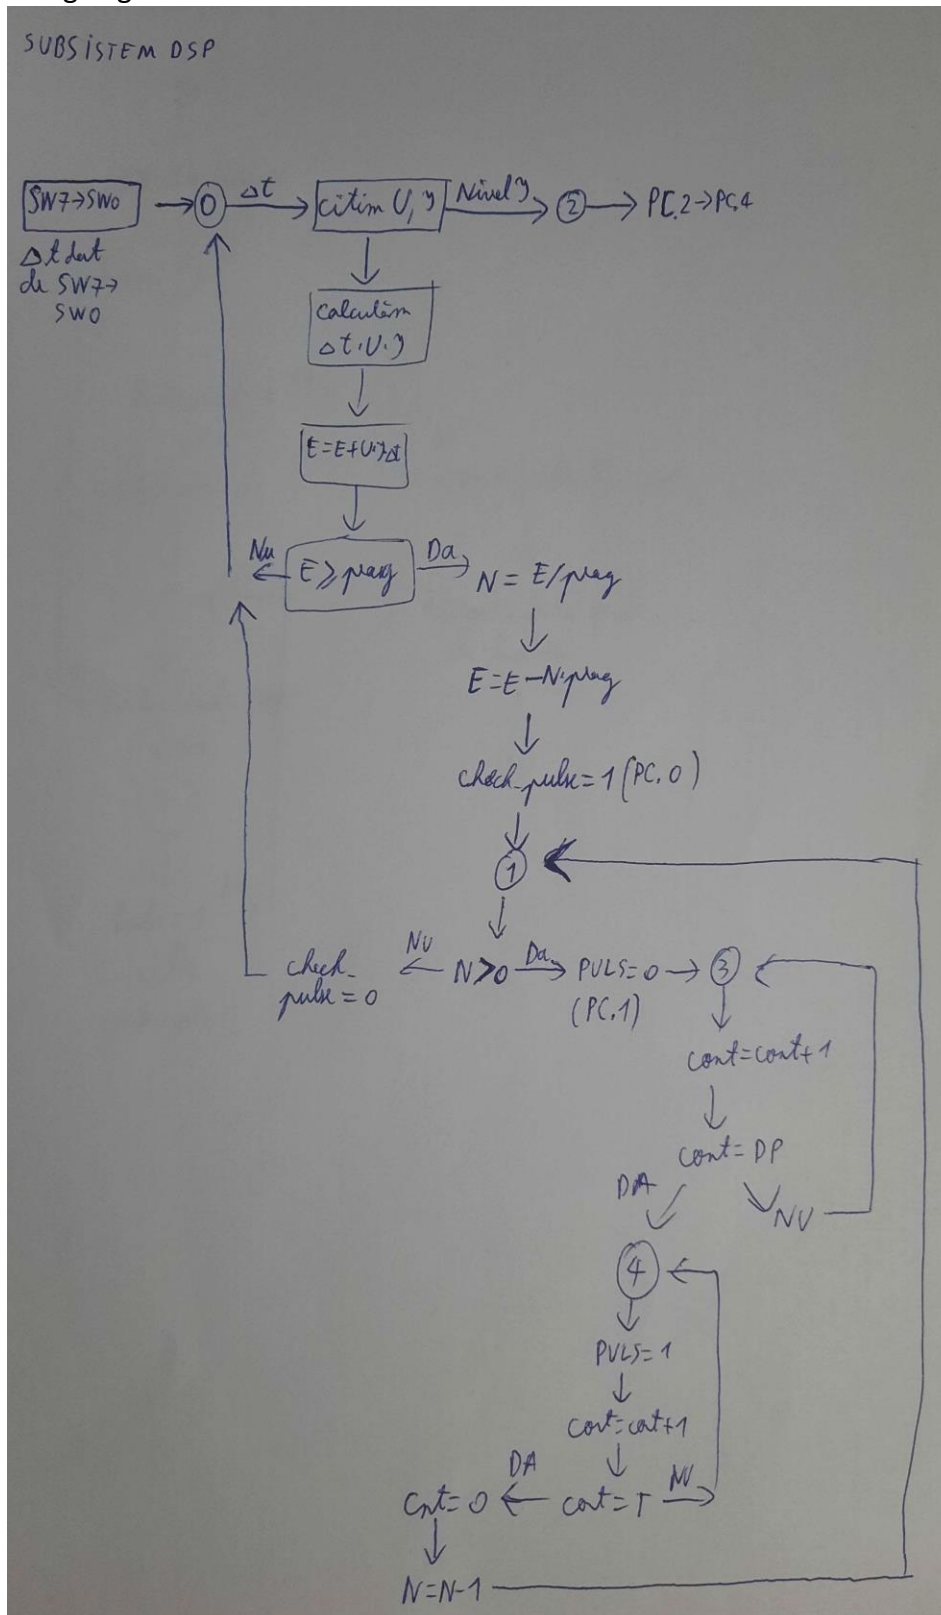 SUBSISTEM DSP
SW7→SW0 → 0 Δt → citim U, I Nivel I → 2 → PC.2→PC.4
Δt dat
de SW7→
SW0
Calculăm
Δt·U·I
E=E+U·I·Δt
Nu ← E⩾prag Da →
N = E/prag
E=E-N·prag
check_pulse=1 (PC.0)
1
check_
pulse=0
NU ← N>0 Da → PULS=0 → 3
(PC.1)
cont=cont+1
cont=DP
DA
NU
4
PULS=1
cont=cont+1
Cnt=0 DA ← cont=T NU →
N=N-1